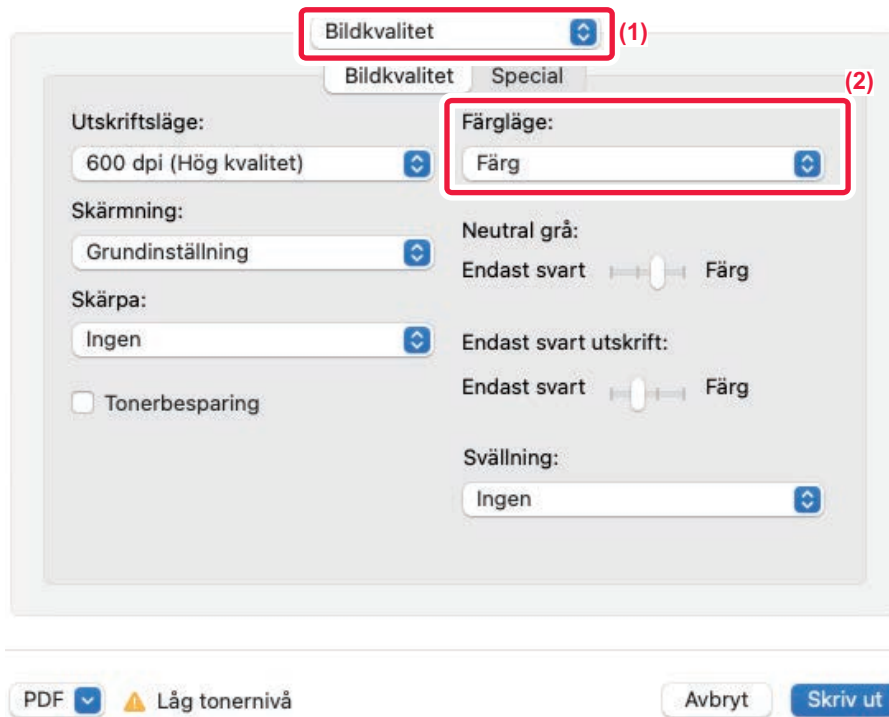 Bildkvalitet (1)
Bildkvalitet Special
(2)
Utskriftsläge:
600 dpi (Hög kvalitet)
Skärmning:
Grundinställning
Skärpa:
Ingen
Tonerbesparing
Färgläge:
Färg
Neutral grå:
Endast svart Färg
Endast svart utskrift:
Endast svart Färg
Svällning:
Ingen
PDF Låg tonernivå Avbryt Skriv ut